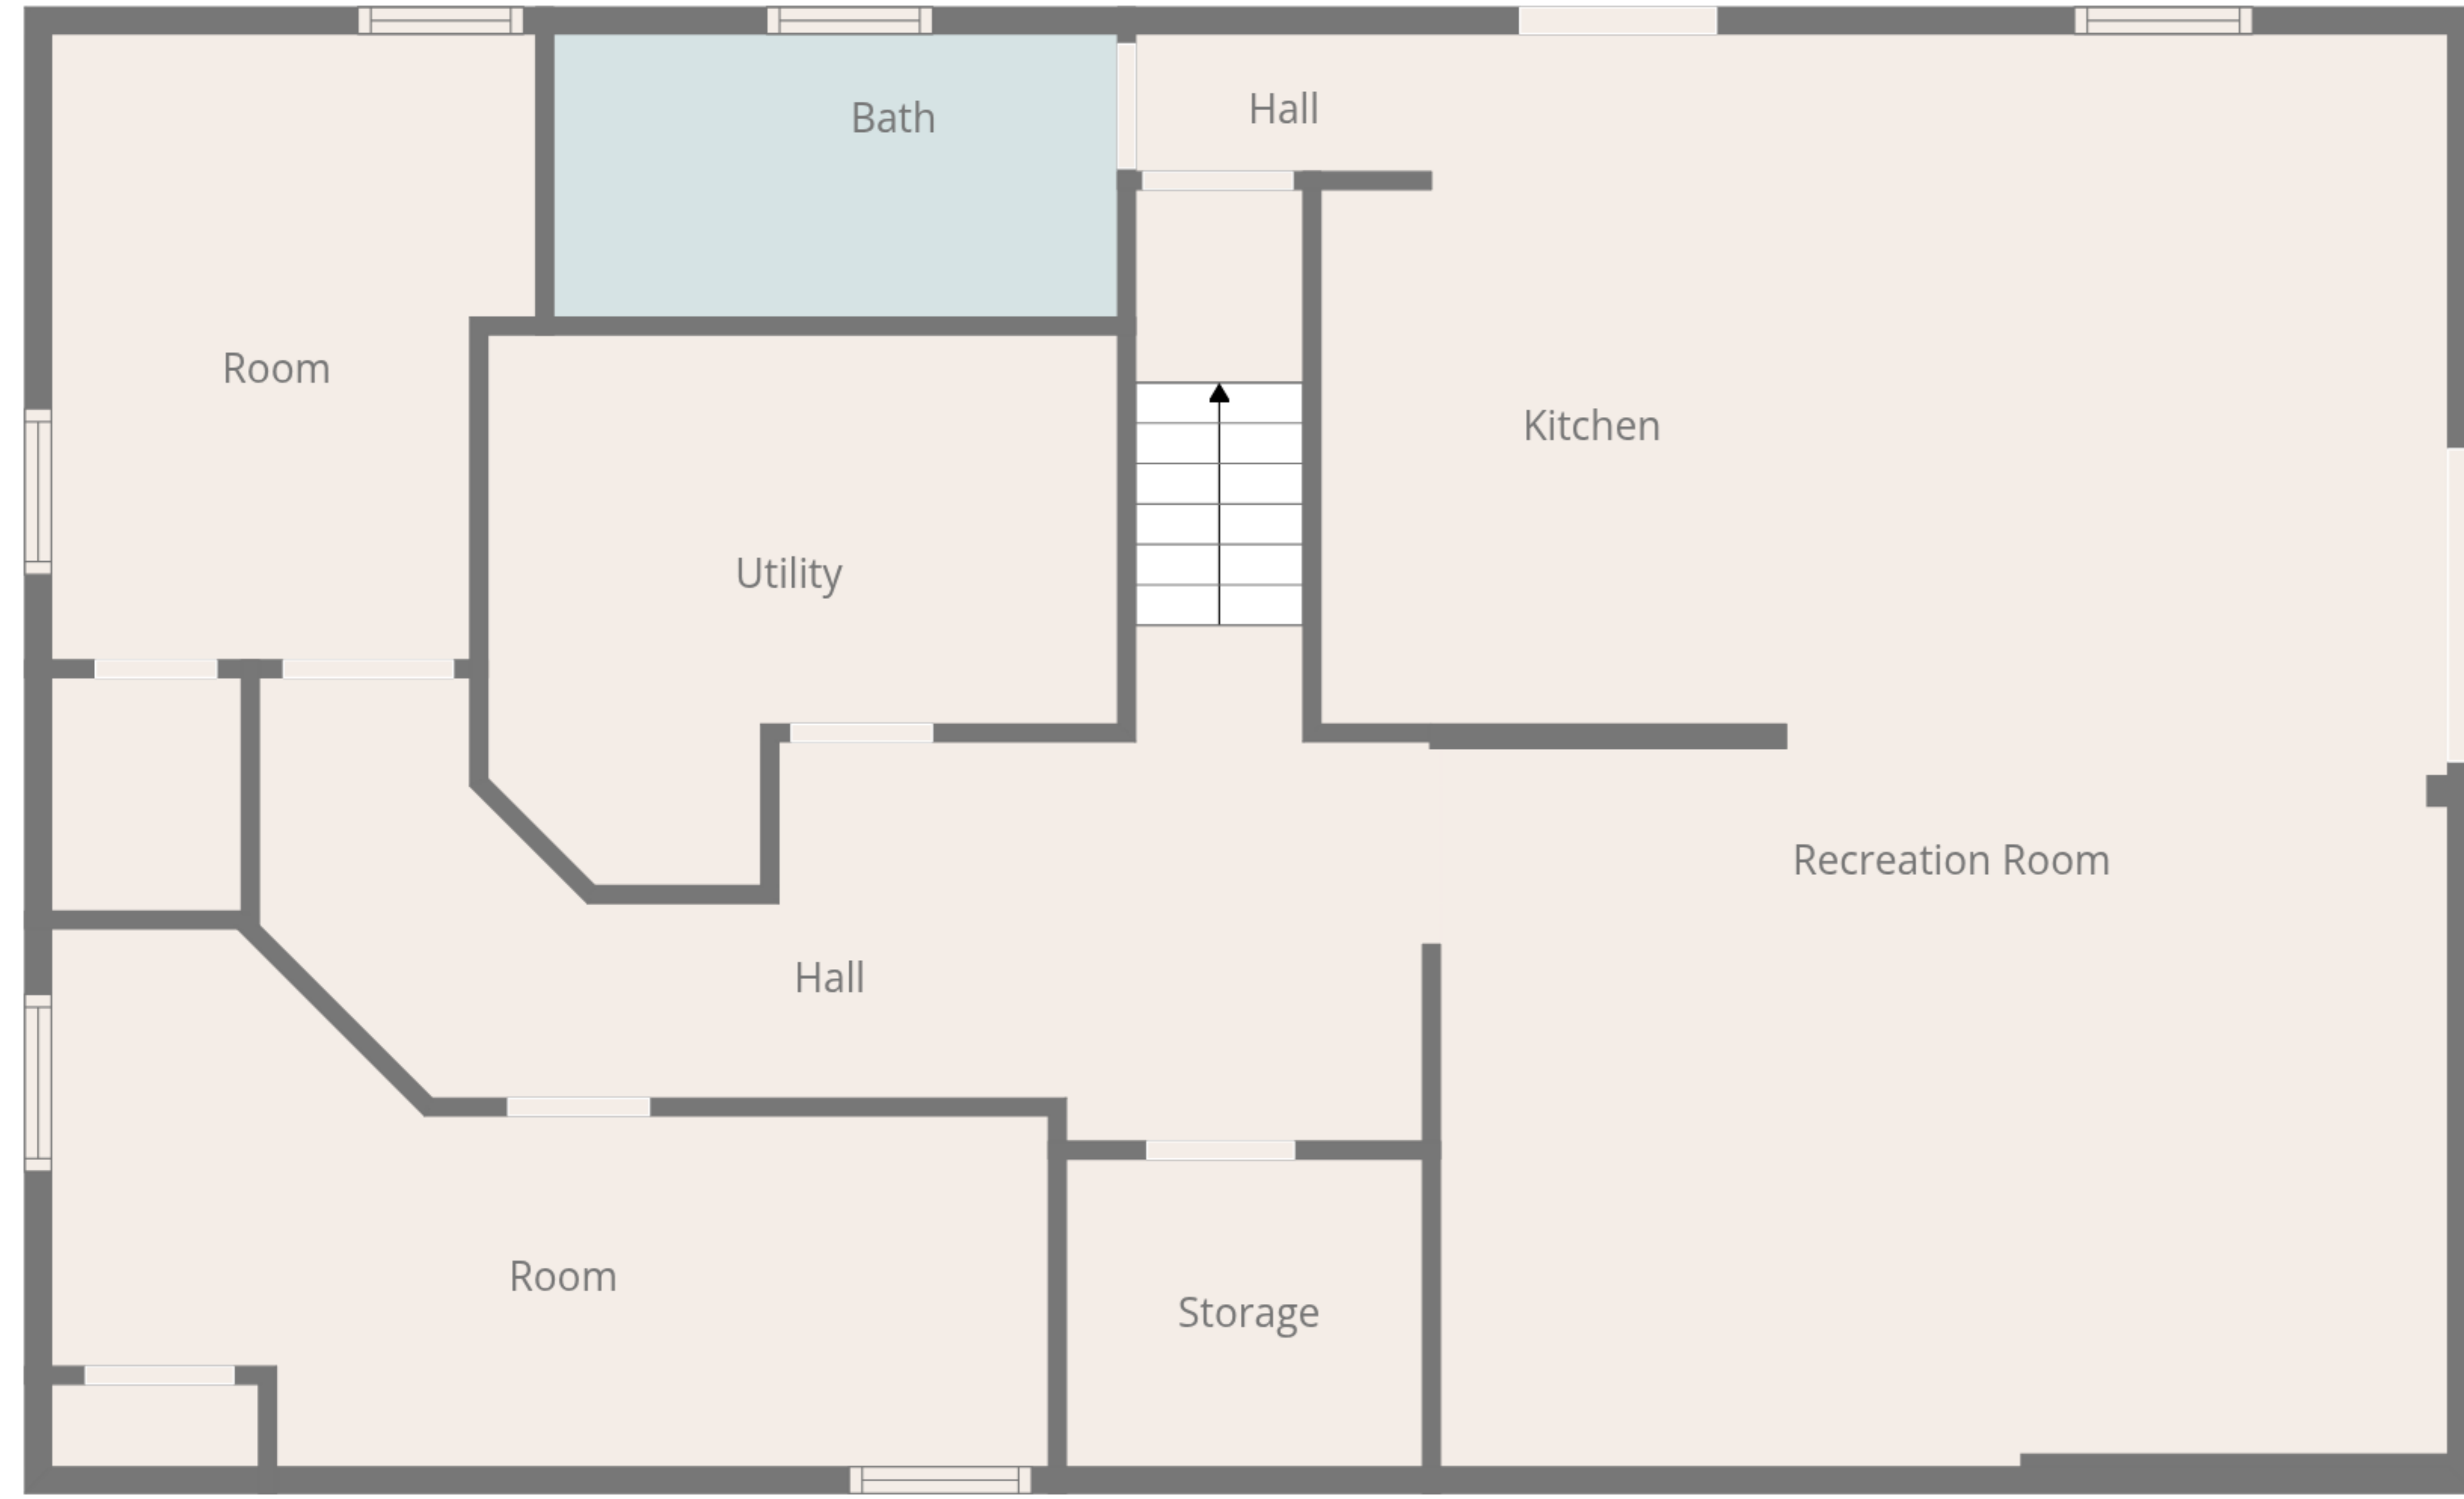 Hall
Bath
Room
Kitchen
Utility
Recreation Room
Hall
Room
Storage